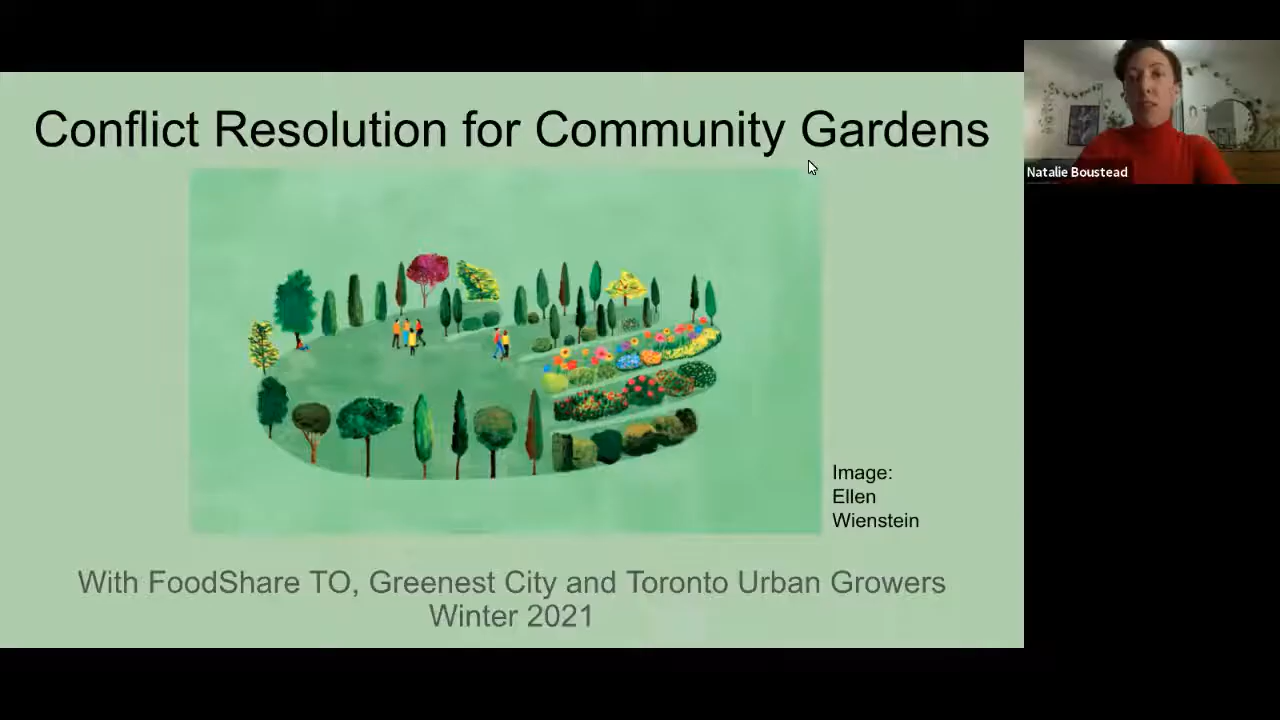 Conflict Resolution for Community Gardens
Natalie Boustead
Image:
Ellen
Wienstein
With FoodShare TO, Greenest City and Toronto Urban Growers
Winter 2021